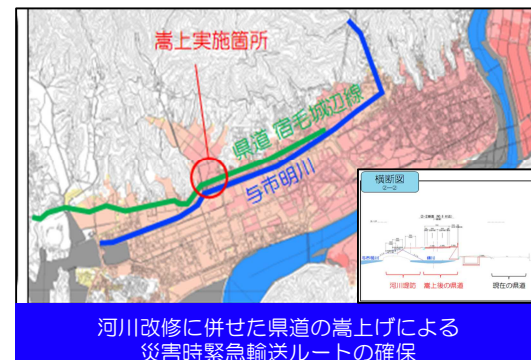 嵩上実施箇所
県道 宿毛城辺線
与市明川
横断図
2-2
河川堤防
嵩上後の県道
現在の県道
河川改修に併せた県道の嵩上げによる
災害時緊急輸送ルートの確保